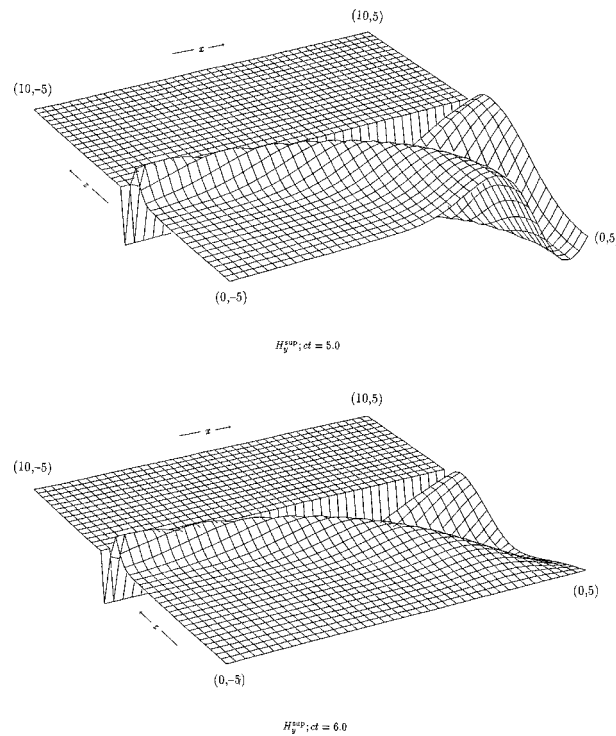 (10,5)
x
(10,−5)
z
(0,5
(0,−5)
H_y^sup; ct = 5.0
(10,5)
x
(10,−5)
(0,5)
z
(0,−5)
H_y^sup; ct = 6.0